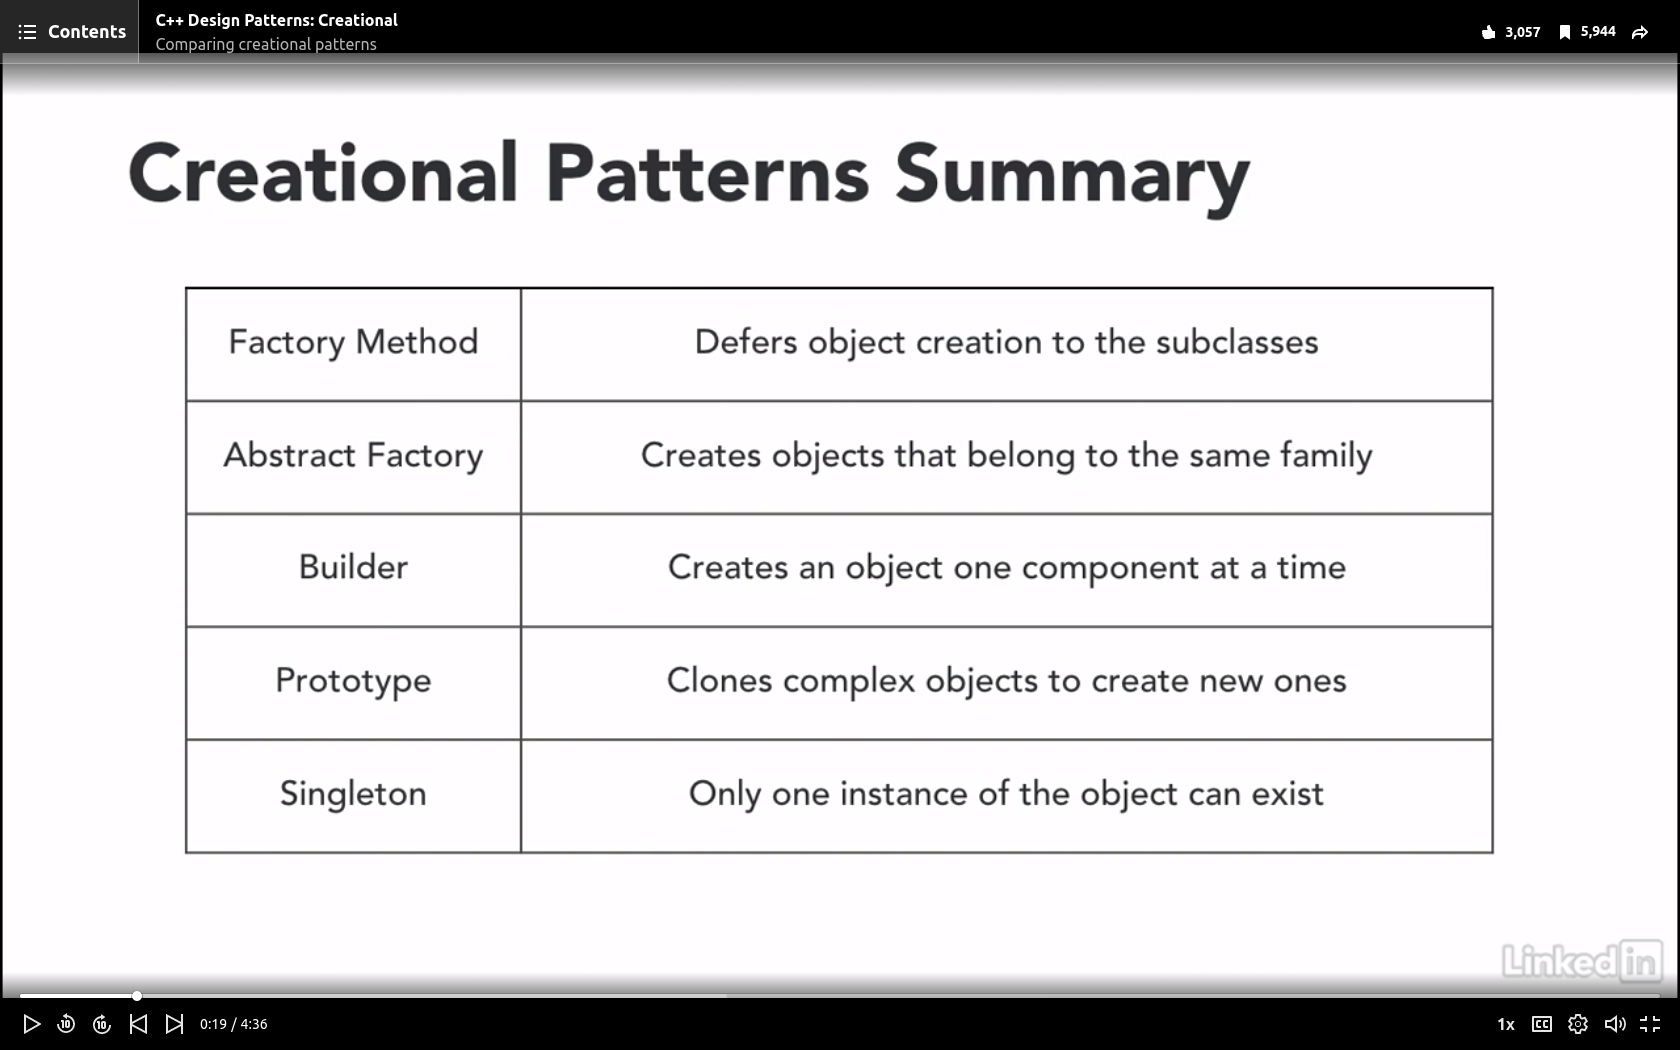 Contents
C++ Design Patterns: Creational
Comparing creational patterns
3,057
5,944
Creational Patterns Summary
Factory Method
Defers object creation to the subclasses
Abstract Factory
Creates objects that belong to the same family
Builder
Creates an object one component at a time
Prototype
Clones complex objects to create new ones
Singleton
Only one instance of the object can exist
Linked in
10
10
0:19 / 4:36
1x
CC